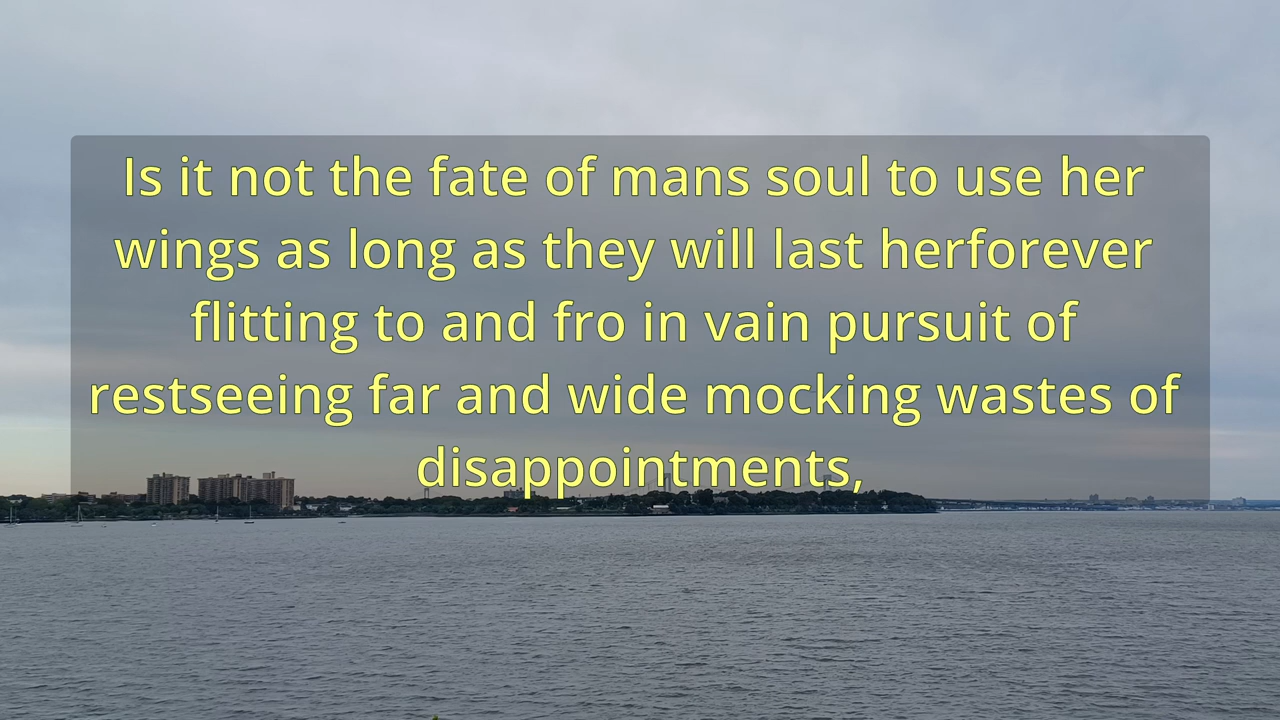 Is it not the fate of mans soul to use her
wings as long as they will last herforever
flitting to and fro in vain pursuit of
restseeing far and wide mocking wastes of
disappointments,